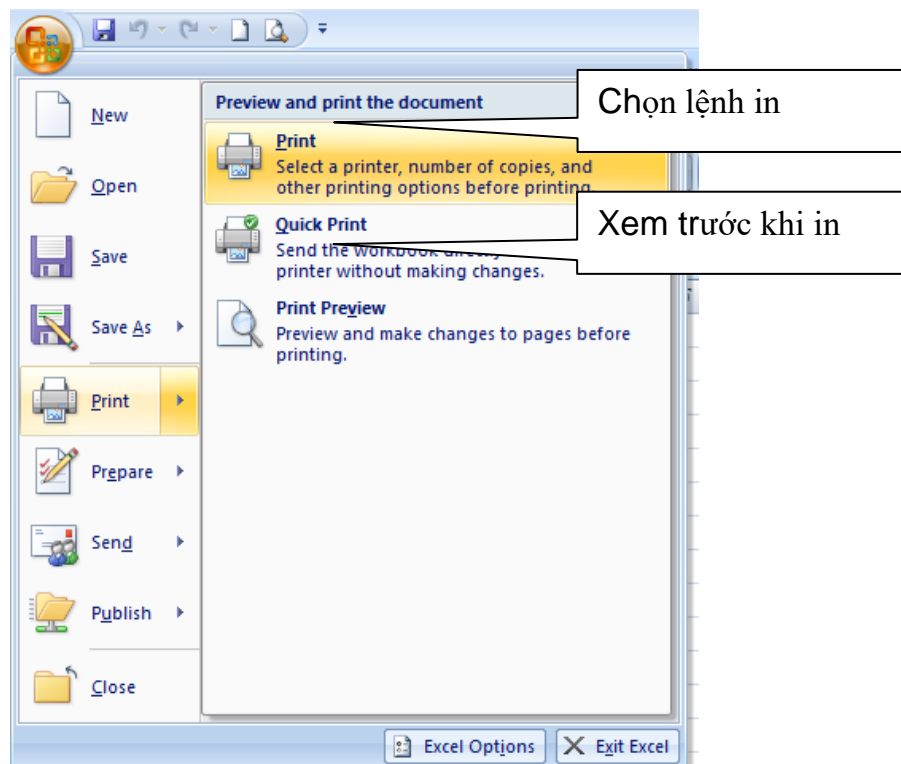 New
Open
Save
Save As
Print
Prepare
Send
Publish
Close
Preview and print the document
Print
Select a printer, number of copies, and
other printing options before printing.
Quick Print
Send the workbook directly
printer without making changes.
Print Preview
Preview and make changes to pages before
printing.
Chọn lệnh in
Xem trước khi in
Excel Options
Exit Excel